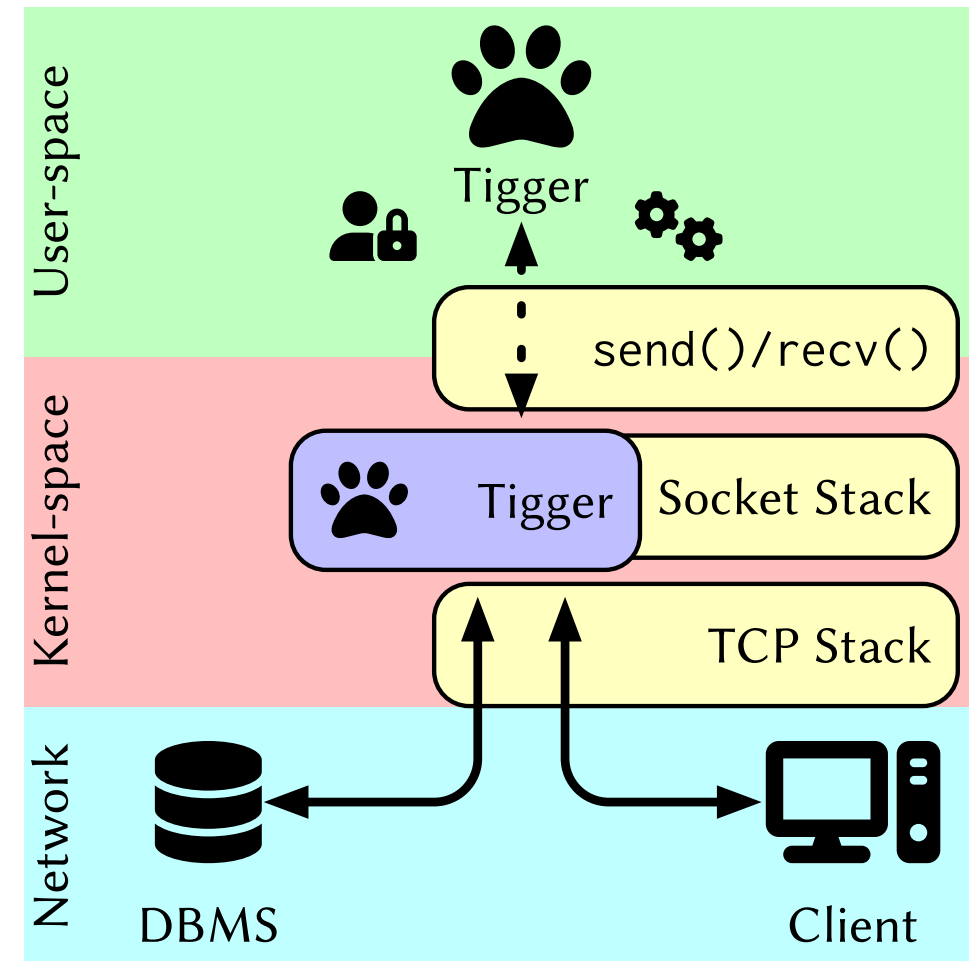 User-space
Tigger
send()/recv()
Kernel-space
Tigger
Socket Stack
TCP Stack
Network
DBMS
Client